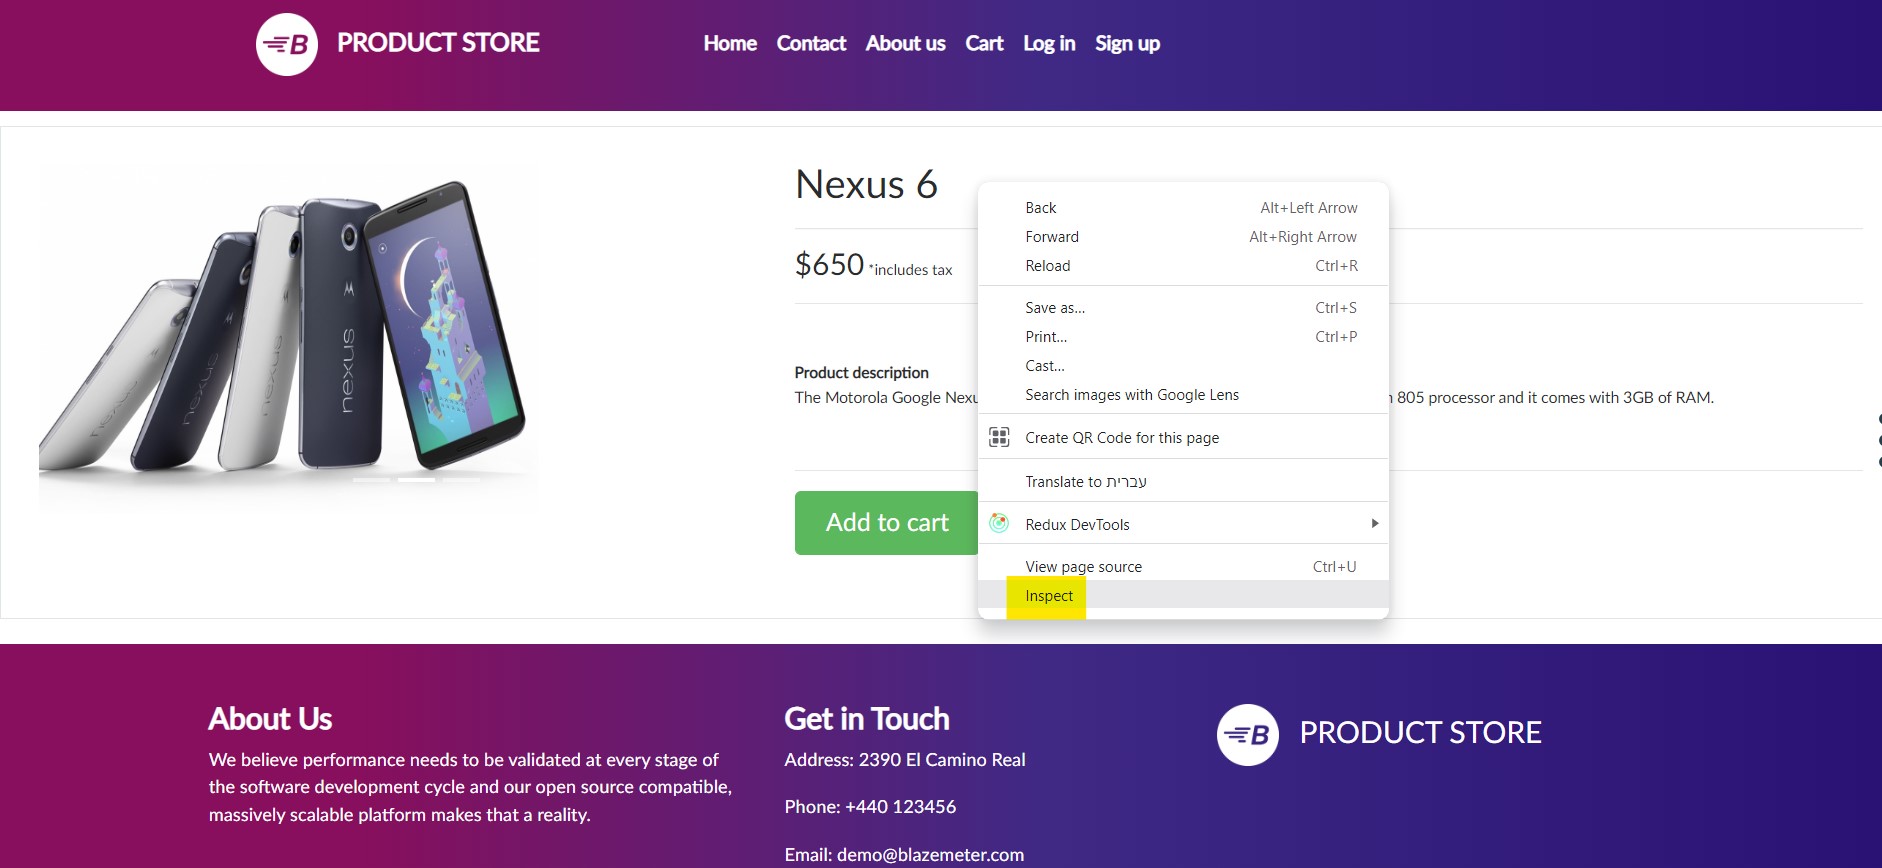 B PRODUCT STORE
Home Contact About us Cart Log in Sign up
Nexus 6
$650 *includes tax
Product description
The Motorola Google Nexu
805 processor and it comes with 3GB of RAM.
Add to cart
Back Alt+Left Arrow
Forward Alt+Right Arrow
Reload Ctrl+R
Save as... Ctrl+S
Print... Ctrl+P
Cast...
Search images with Google Lens
Create QR Code for this page
Translate to עברית
Redux DevTools
View page source Ctrl+U
Inspect
nexus
nexus
nexus
nexus
About Us
We believe performance needs to be validated at every stage of
the software development cycle and our open source compatible,
massively scalable platform makes that a reality.
Get in Touch
Address: 2390 El Camino Real
Phone: +440 123456
Email: demo@blazemeter.com
B PRODUCT STORE